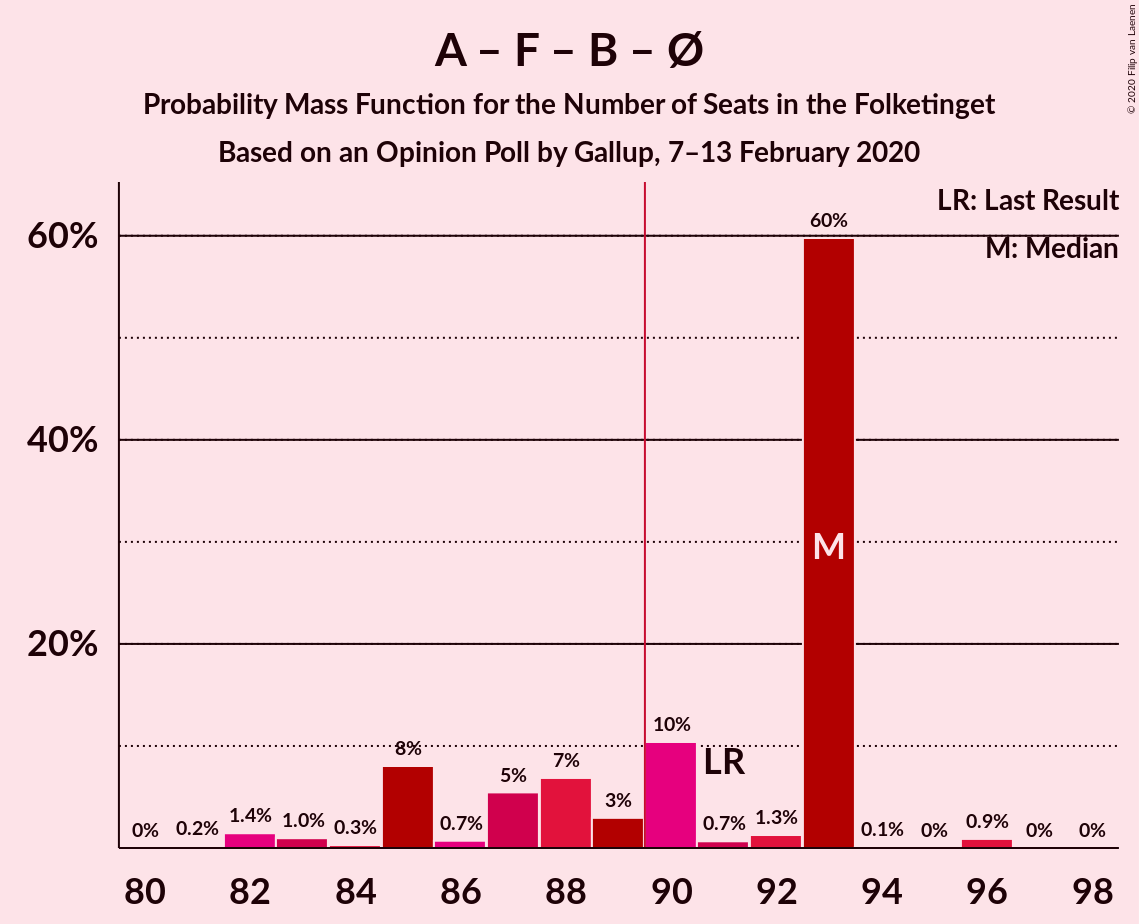 A – F – B – Ø
Probability Mass Function for the Number of Seats in the Folketinget
Based on an Opinion Poll by Gallup, 7–13 February 2020
© 2020 Filip van Laenen
LR: Last Result
M: Median
60%
40%
20%
0%
0.2%
1.4%
1.0%
0.3%
8%
0.7%
5%
7%
3%
10%
0.7%
1.3%
60%
0.1%
0%
0.9%
0%
0%
LR
M
80 82 84 86 88 90 92 94 96 98